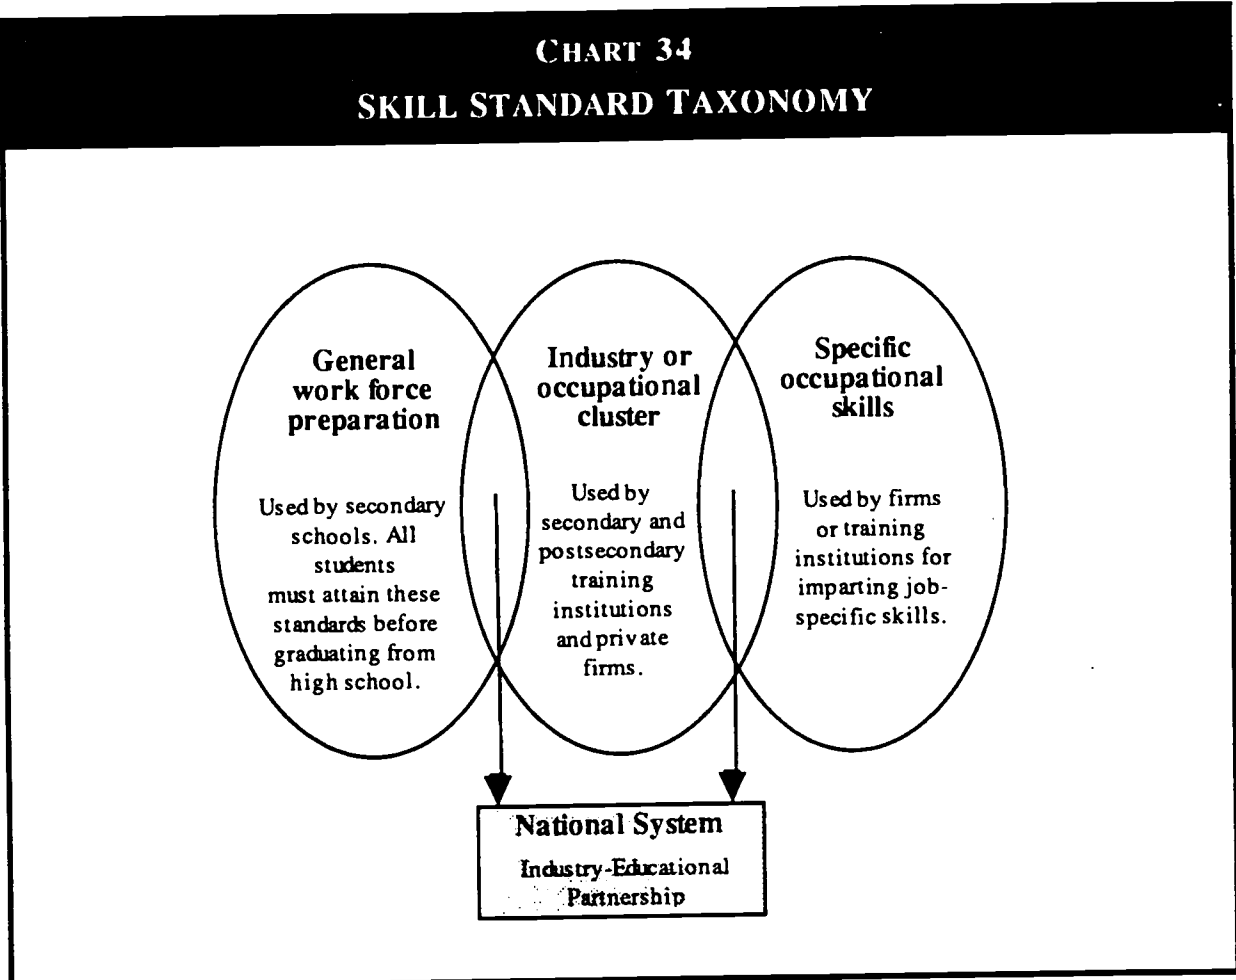 CHART 34
SKILL STANDARD TAXONOMY
General
work force
preparation
Used by secondary
schools. All
students
must attain these
standards before
graduating from
high school.
Industry or
occupational
cluster
Used by
secondary and
postsecondary
training
institutions
and private
firms.
Specific
occupational
skills
Used by firms
or training
institutions for
imparting job-
specific skills.
National System
Industry-Educational
Partnership